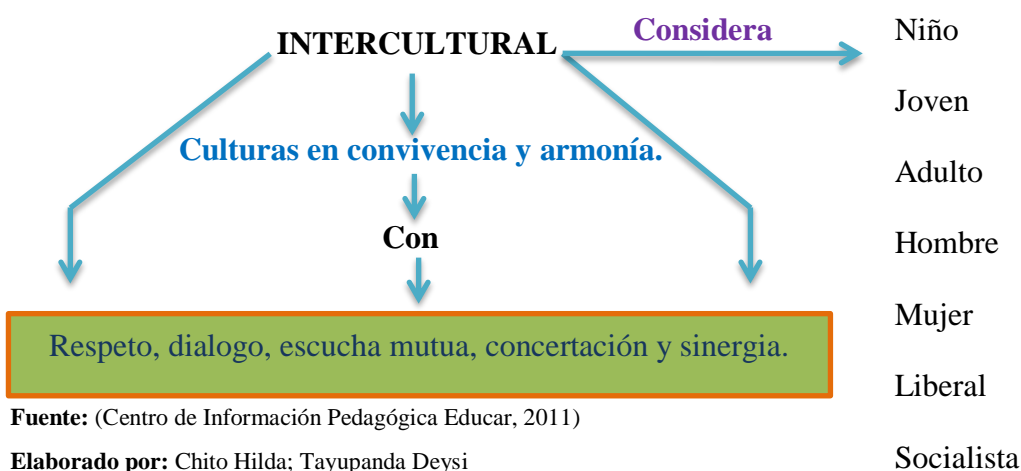 INTERCULTURAL
Considera
Niño
Joven
Adulto
Hombre
Mujer
Liberal
Socialista
Culturas en convivencia y armonía.
Con
Respeto, dialogo, escucha mutua, concertación y sinergia.
Fuente: (Centro de Información Pedagógica Educar, 2011)
Elaborado por: Chito Hilda; Tayupanda Deysi